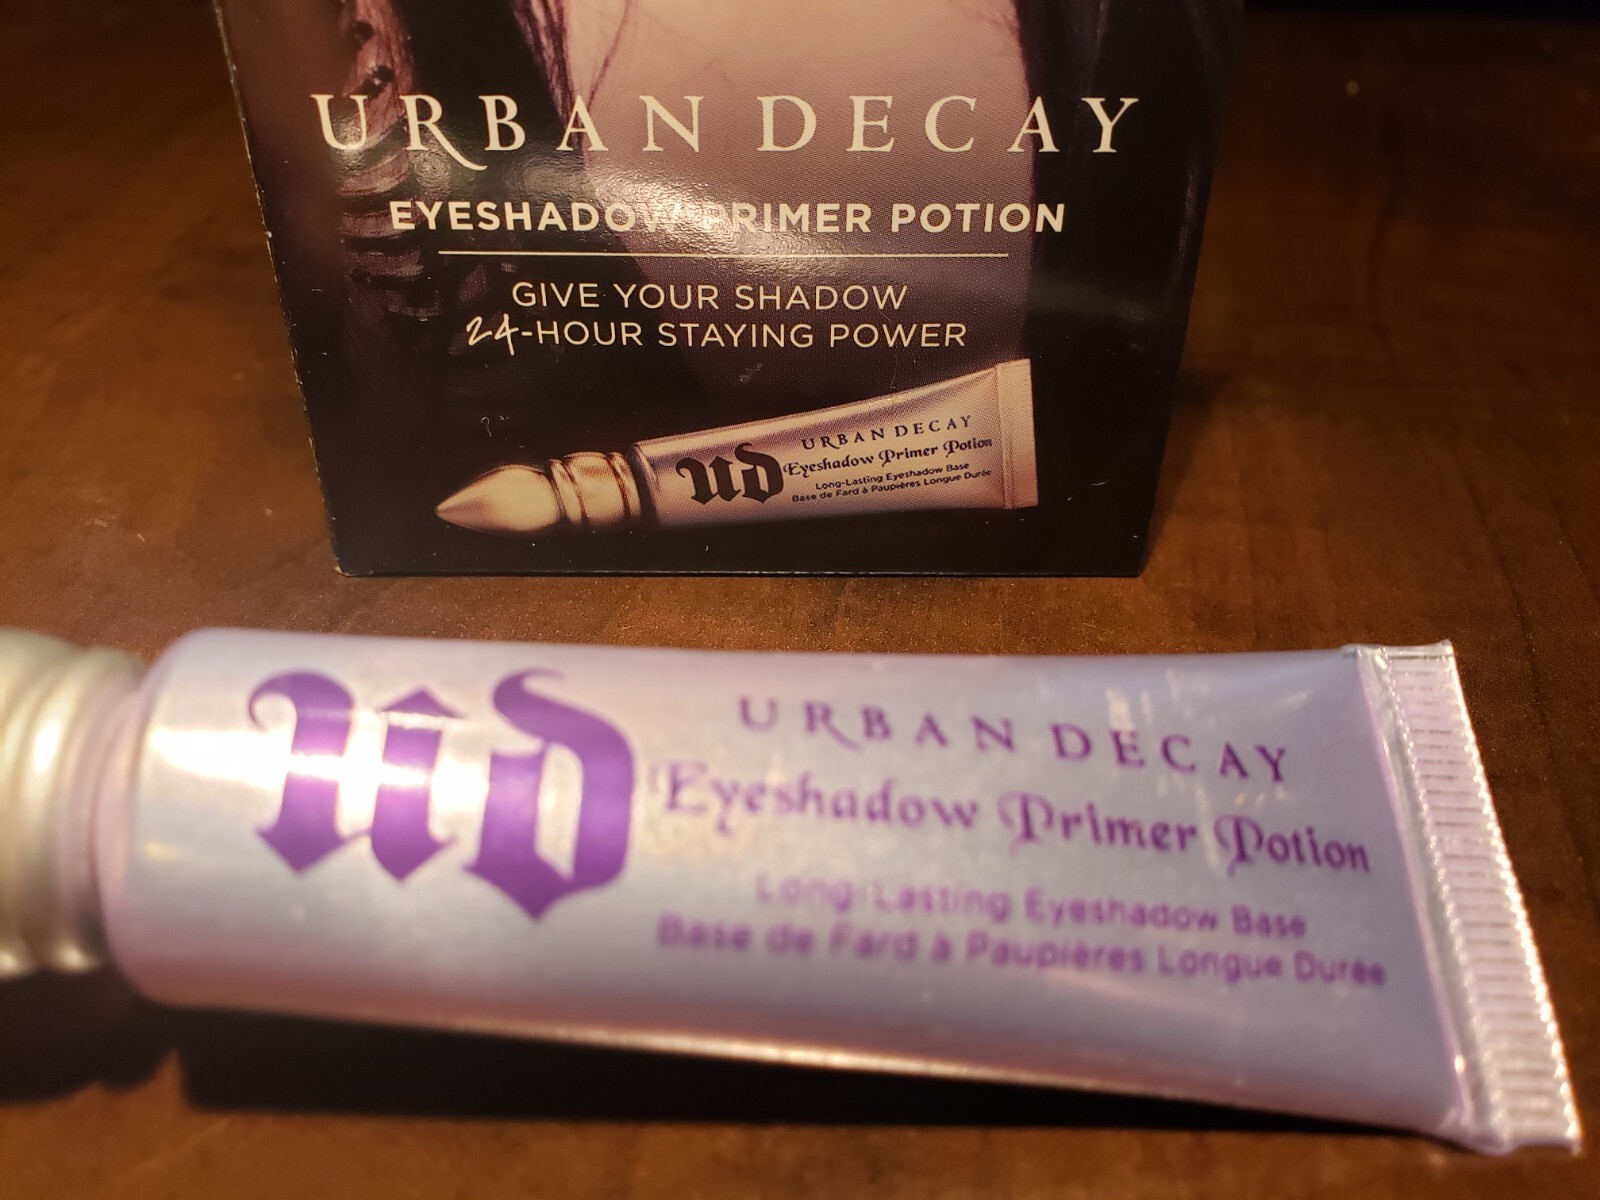 URBAN DECAY
EYESHADOW PRIMER POTION
GIVE YOUR SHADOW
24-HOUR STAYING POWER
UD
URBAN DECAY
Eyeshadow Primer Potion
Long-Lasting Eyeshadow Base
Base de Fard à Paupières Longue Durée
UD
URBAN DECAY
Eyeshadow Primer Potion
Long-Lasting Eyeshadow Base
Base de Fard à Paupières Longue Durée